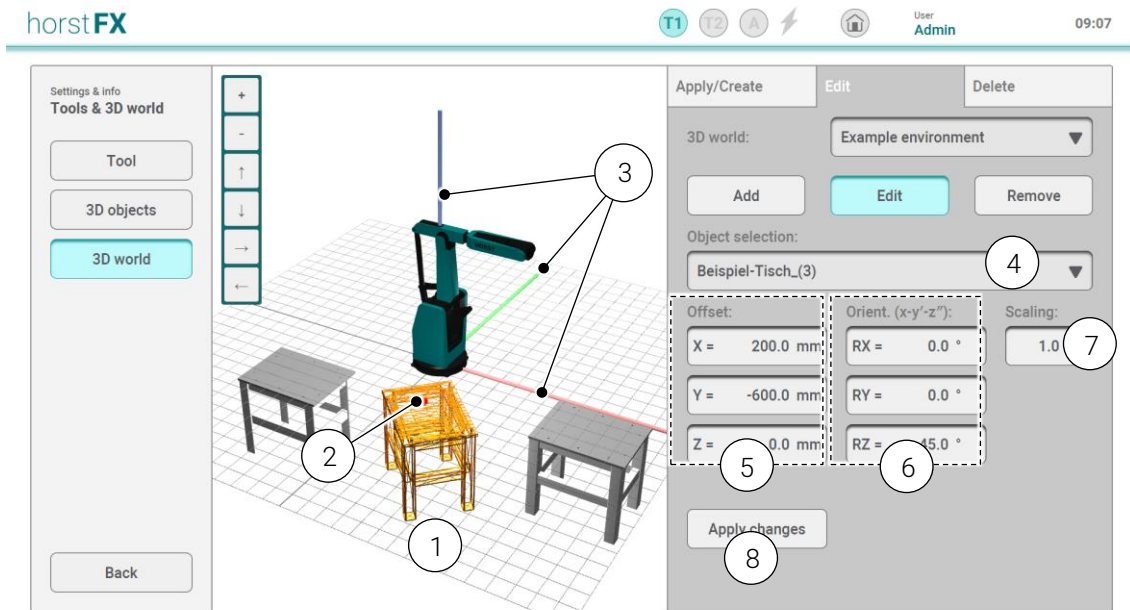 horstFX
T1 T2 A
User
Admin
09:07
Settings & info
Tools & 3D world
Tool
3D objects
3D world
Back
+
-
↑
↓
→
←
1
2
3
Apply/Create Edit Delete
3D world: Example environment
Add Edit Remove
Object selection:
Beispiel-Tisch_(3)
4
Offset: Orient. (x-y′-z″): Scaling:
X = 200.0 mm RX = 0.0 ° 1.0
7
Y = -600.0 mm RY = 0.0 °
Z = 0.0 mm RZ = 45.0 °
5 6
Apply changes
8